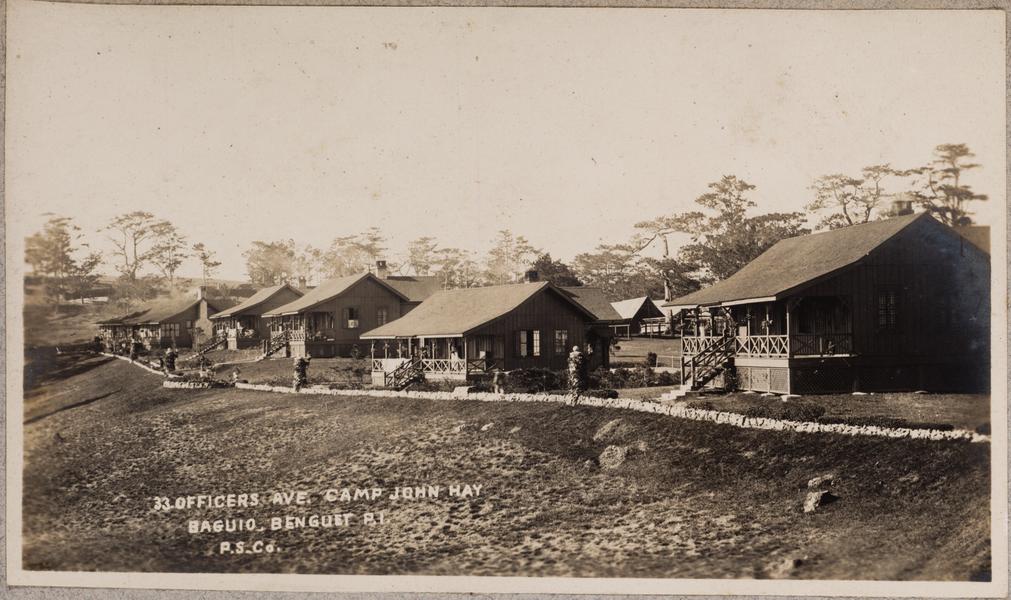 33. OFFICERS AVE. CAMP JOHN HAY
BAGUIO, BENGUET P.I.
P.S.Co.